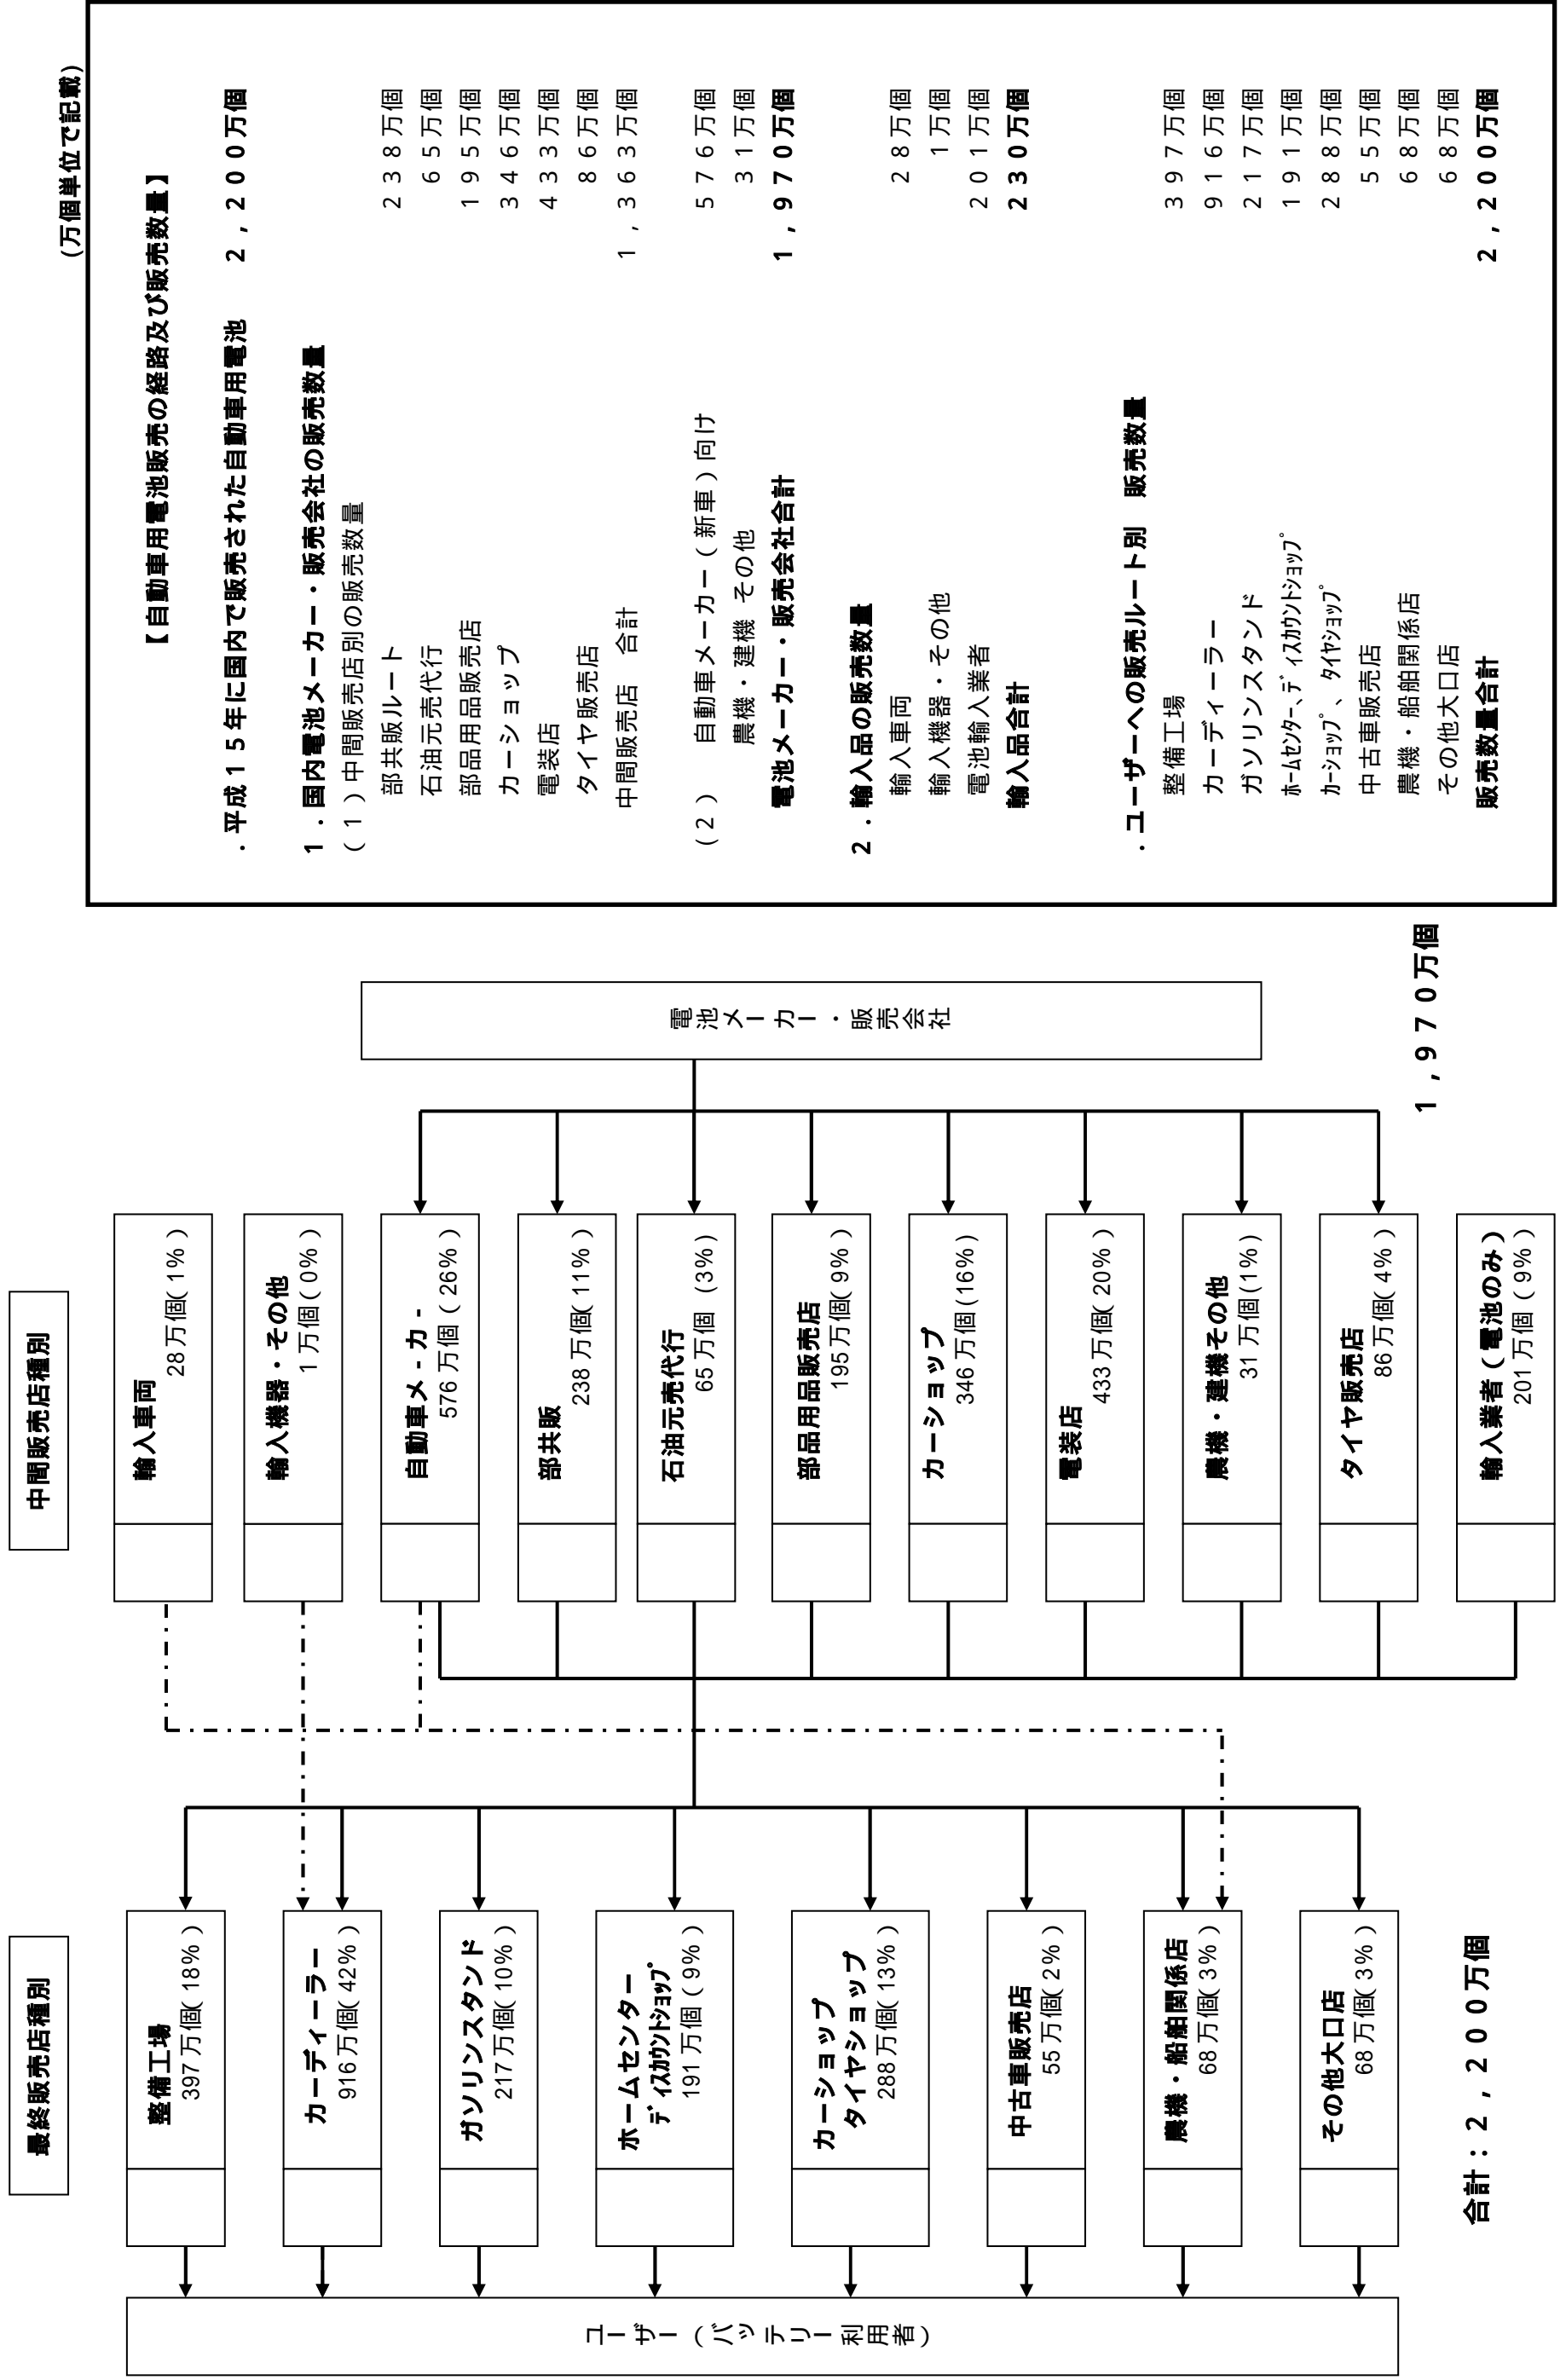 最終販売店種別
中間販売店種別
(万個単位で記載)
ユーザー（バッテリー利用者）
整備工場
397万個(18%)
カーディーラー
916万個(42%)
ガソリンスタンド
217万個(10%)
ホームセンター
ﾃﾞｨｽｶｳﾝﾄｼｮｯﾌﾟ
191万個(9%)
カーショップ
タイヤショップ
288万個(13%)
中古車販売店
55万個(2%)
農機・船舶関係店
68万個(3%)
その他大口店
68万個(3%)
合計：２，２００万個
輸入車両
28万個(1%)
輸入機器・その他
1万個(0%)
自動車メ-カ-
576万個(26%)
部共販
238万個(11%)
石油元売代行
65万個(3%)
部品用品販売店
195万個(9%)
カーショップ
346万個(16%)
電装店
433万個(20%)
農機・建機その他
31万個(1%)
タイヤ販売店
86万個(4%)
輸入業者（電池のみ）
201万個(9%)
電池メーカー・販売会社
１，９７０万個
【自動車用電池販売の経路及び販売数量】
．平成１５年に国内で販売された自動車用電池　２，２００万個
１．国内電池メーカー・販売会社の販売数量
（１）中間販売店別の販売数量
部共販ルート　２３８万個
石油元売代行　６５万個
部品用品販売店　１９５万個
カーショップ　３４６万個
電装店　４３３万個
タイヤ販売店　８６万個
中間販売店　合計　１，３６３万個
（２）　自動車メーカー（新車）向け　５７６万個
農機・建機 その他　３１万個
電池メーカー・販売会社合計　１，９７０万個
２．輸入品の販売数量
輸入車両　２８万個
輸入機器・その他　１万個
電池輸入業者　２０１万個
輸入品合計　２３０万個
．ユーザーへの販売ルート別　販売数量
整備工場　３９７万個
カーディーラー　９１６万個
ガソリンスタンド　２１７万個
ﾎｰﾑｾﾝﾀｰ､ﾃﾞｨｽｶｳﾝﾄｼｮｯﾌﾟ　１９１万個
ｶｰｼｮｯﾌﾟ、ﾀｲﾔｼｮｯﾌﾟ　２８８万個
中古車販売店　５５万個
農機・船舶関係店　６８万個
その他大口店　６８万個
販売数量合計　２，２００万個